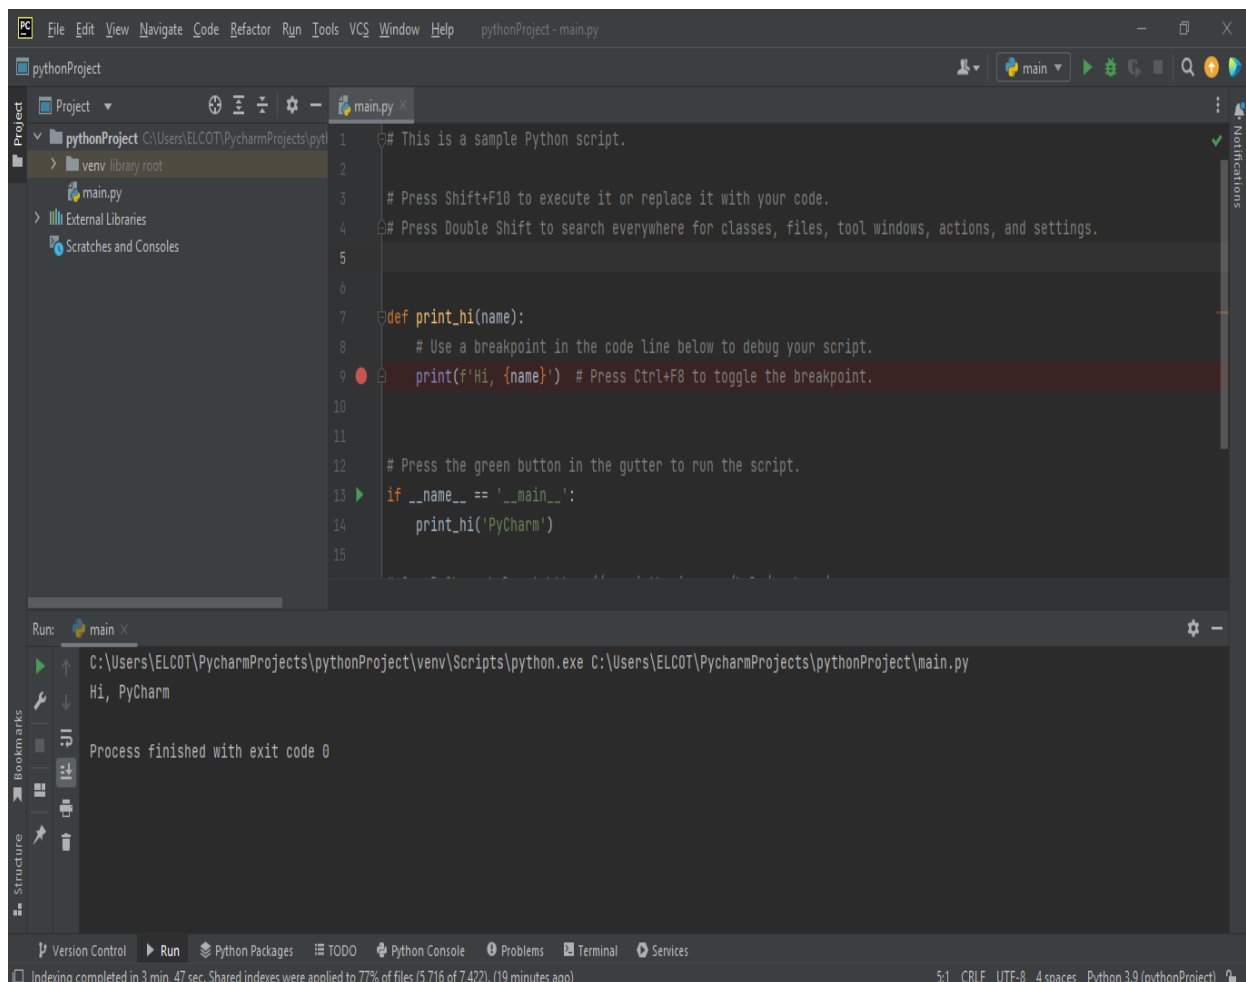 PC File Edit View Navigate Code Refactor Run Tools VCS Window Help pythonProject - main.py
pythonProject
main
Project
Project
main.py
pythonProject C:\Users\ELCOT\PycharmProjects\pyth
venv library root
main.py
External Libraries
Scratches and Consoles
1 # This is a sample Python script.
2
3 # Press Shift+F10 to execute it or replace it with your code.
4 # Press Double Shift to search everywhere for classes, files, tool windows, actions, and settings.
5
6
7 def print_hi(name):
8 # Use a breakpoint in the code line below to debug your script.
9 print(f'Hi, {name}') # Press Ctrl+F8 to toggle the breakpoint.
10
11
12 # Press the green button in the gutter to run the script.
13 if __name__ == '__main__':
14 print_hi('PyCharm')
15
Notifications
Run: main
C:\Users\ELCOT\PycharmProjects\pythonProject\venv\Scripts\python.exe C:\Users\ELCOT\PycharmProjects\pythonProject\main.py
Hi, PyCharm
Process finished with exit code 0
Bookmarks
Structure
Version Control Run Python Packages TODO Python Console Problems Terminal Services
Indexing completed in 3 min, 47 sec. Shared indexes were applied to 77% of files (5,716 of 7,422). (19 minutes ago) 5:1 CRLF UTF-8 4 spaces Python 3.9 (pythonProject)